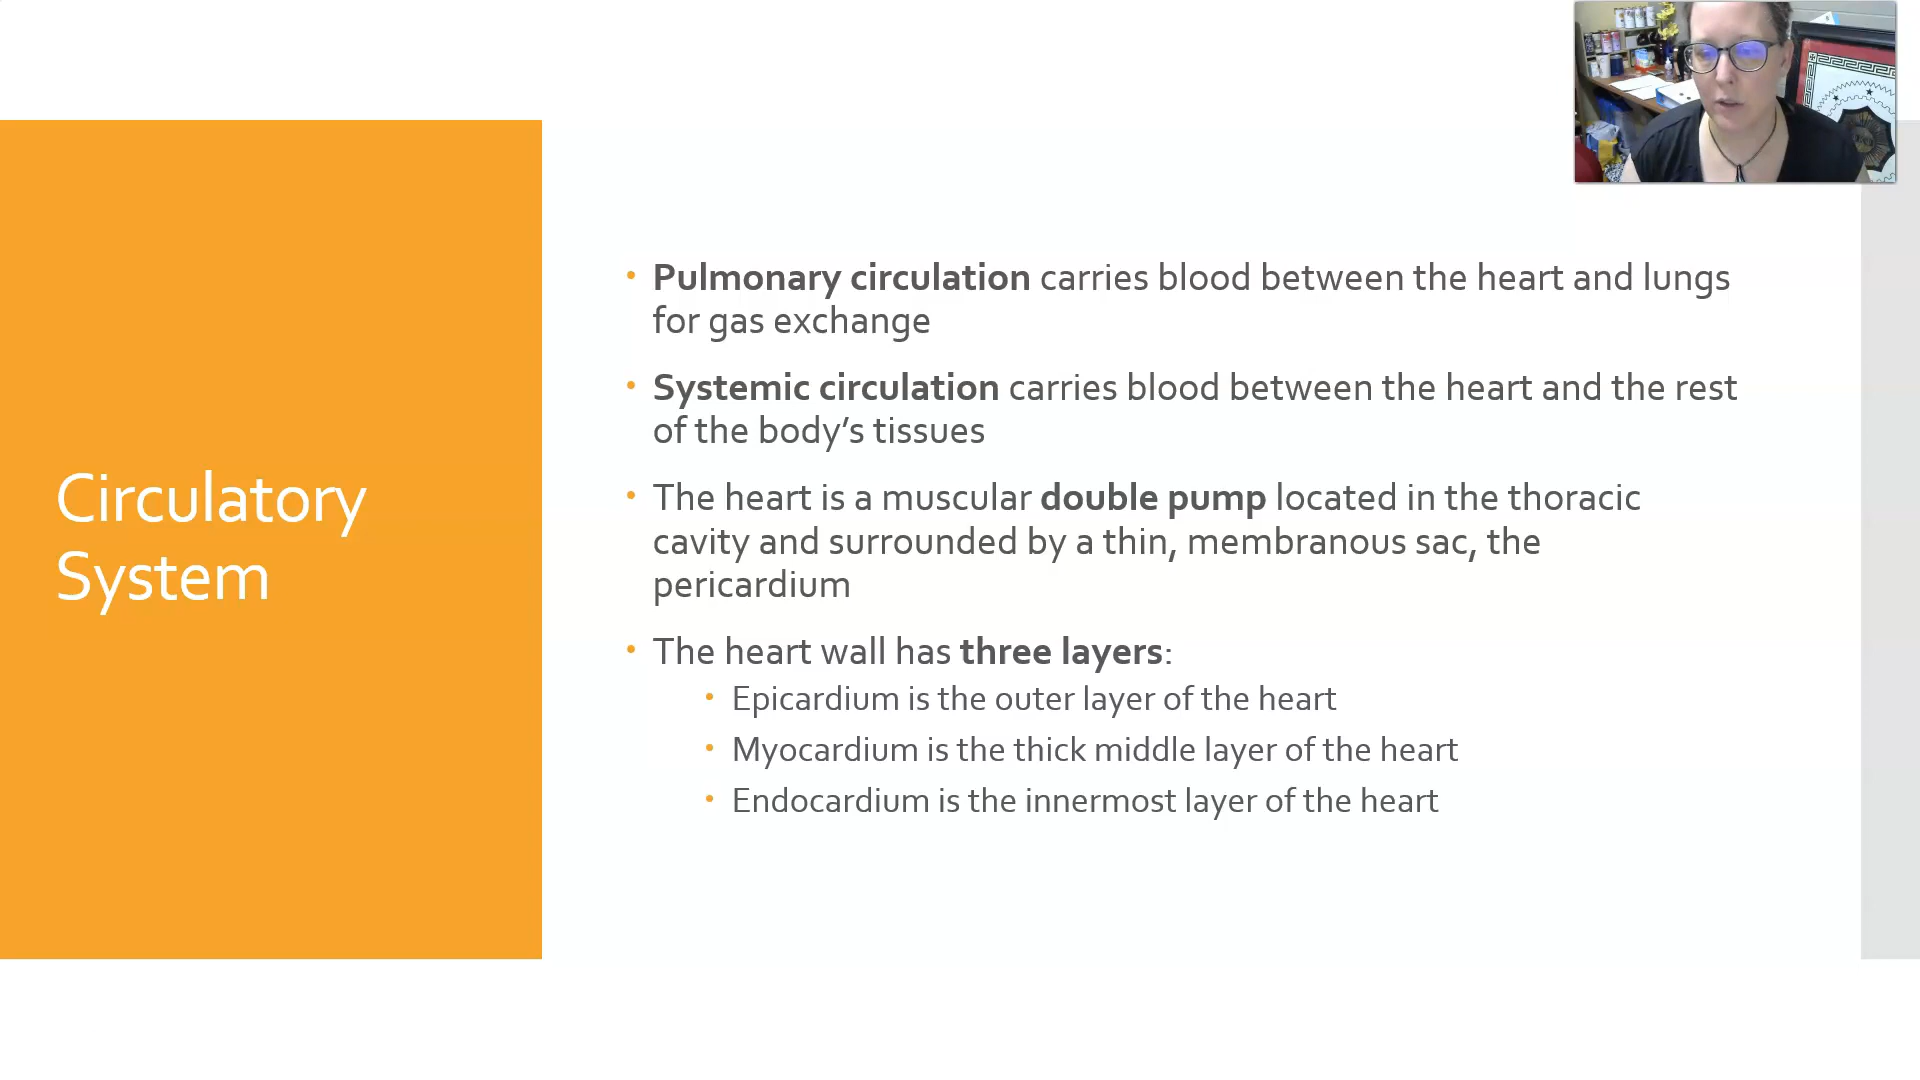 Circulatory
System
• Pulmonary circulation carries blood between the heart and lungs
for gas exchange
• Systemic circulation carries blood between the heart and the rest
of the body’s tissues
• The heart is a muscular double pump located in the thoracic
cavity and surrounded by a thin, membranous sac, the
pericardium
• The heart wall has three layers:
• Epicardium is the outer layer of the heart
• Myocardium is the thick middle layer of the heart
• Endocardium is the innermost layer of the heart